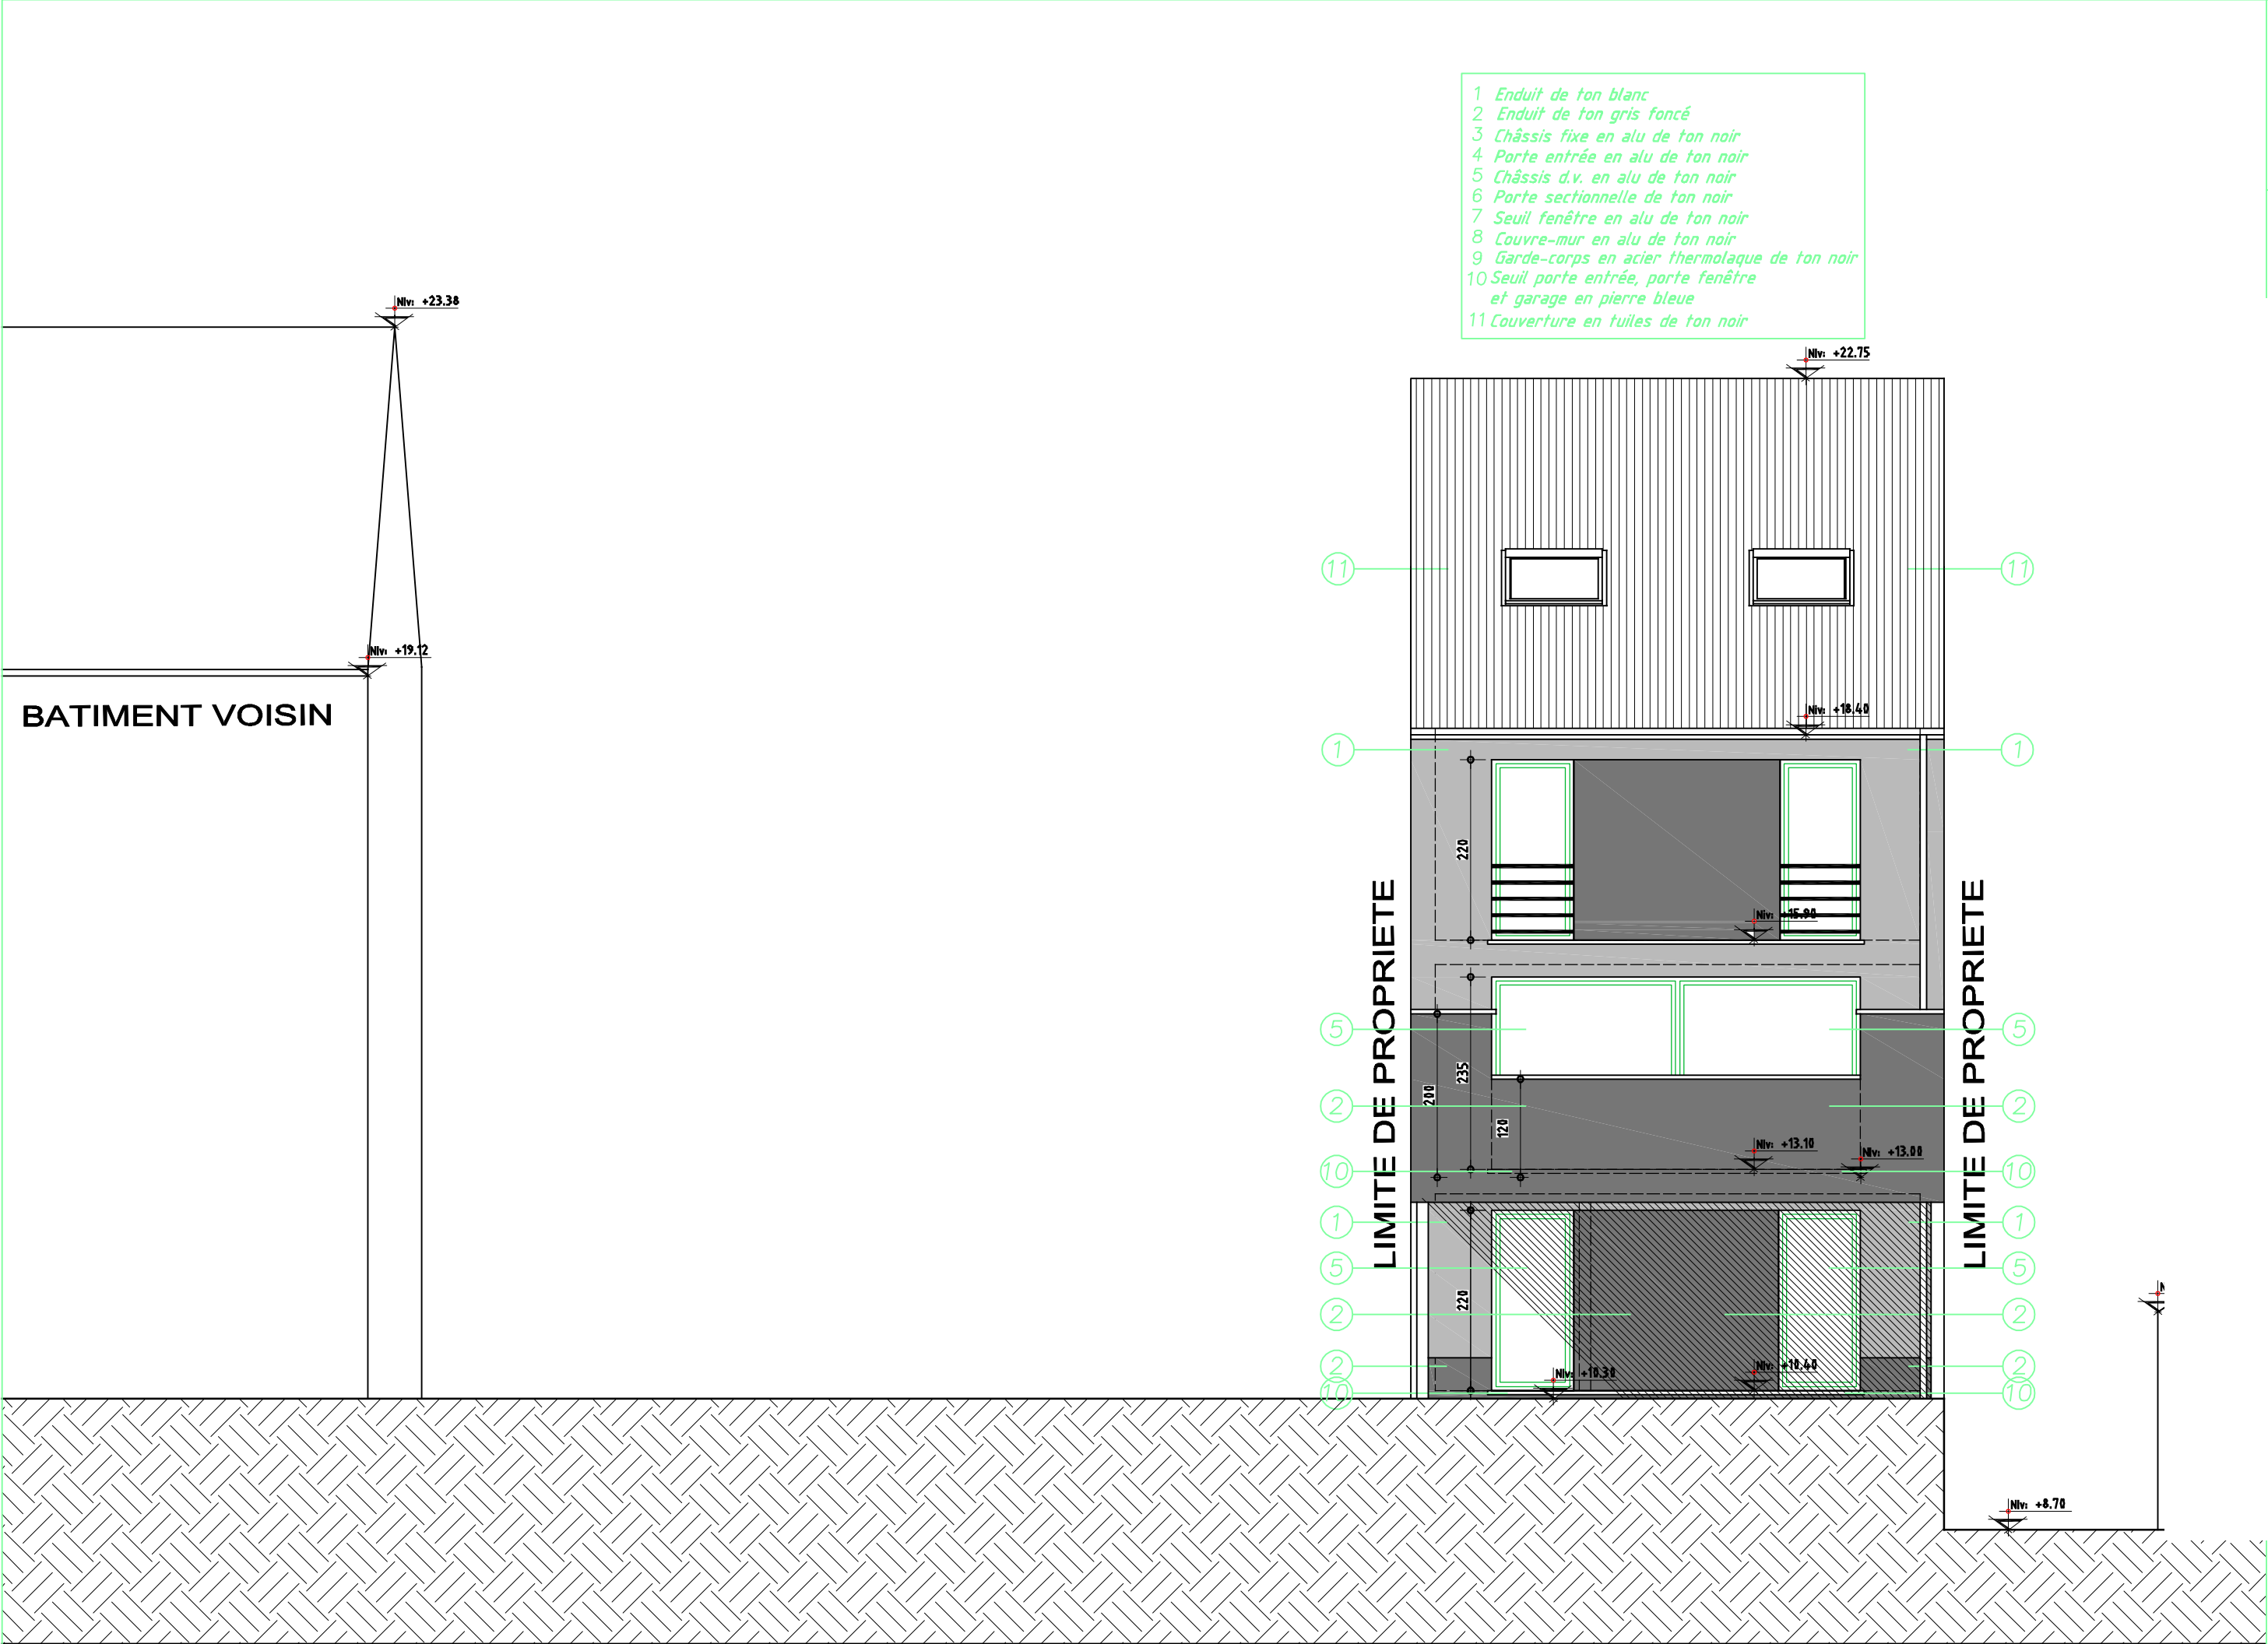 1 Enduit de ton blanc
2 Enduit de ton gris foncé
3 Châssis fixe en alu de ton noir
4 Porte entrée en alu de ton noir
5 Châssis d.v. en alu de ton noir
6 Porte sectionnelle de ton noir
7 Seuil fenêtre en alu de ton noir
8 Couvre-mur en alu de ton noir
9 Garde-corps en acier thermolaque de ton noir
10 Seuil porte entrée, porte fenêtre
et garage en pierre bleue
11 Couverture en tuiles de ton noir
Niv: +23.38
Niv: +22.75
11 11
Niv: +19.12
BATIMENT VOISIN
Niv: +18.40
1 1
220
LIMITE DE PROPRIETE
LIMITE DE PROPRIETE
Niv: +15.90
5 5
235
200
2 2
120
Niv: +13.10
Niv: +13.00
10 10
1 1
5 5
220
2 2
2 2
Niv: +10.30
Niv: +10.40
10 10
Niv: +8.70